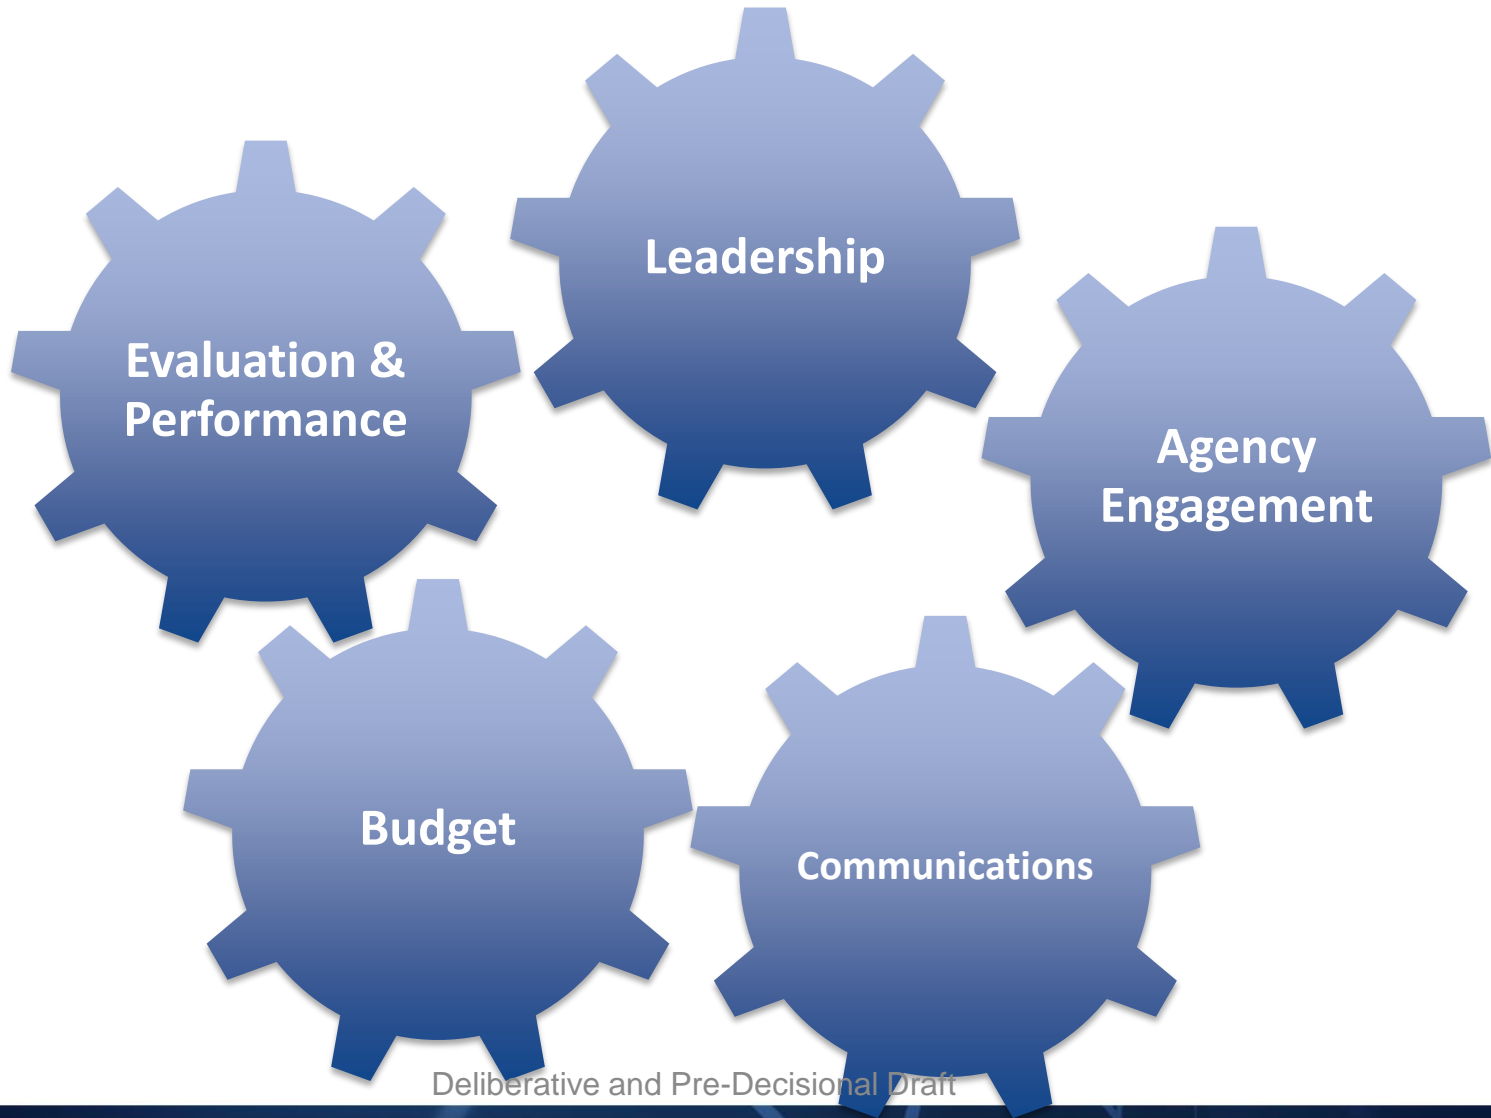 Leadership
Evaluation &
Performance
Agency
Engagement
Budget
Communications
Deliberative and Pre-Decisional Draft